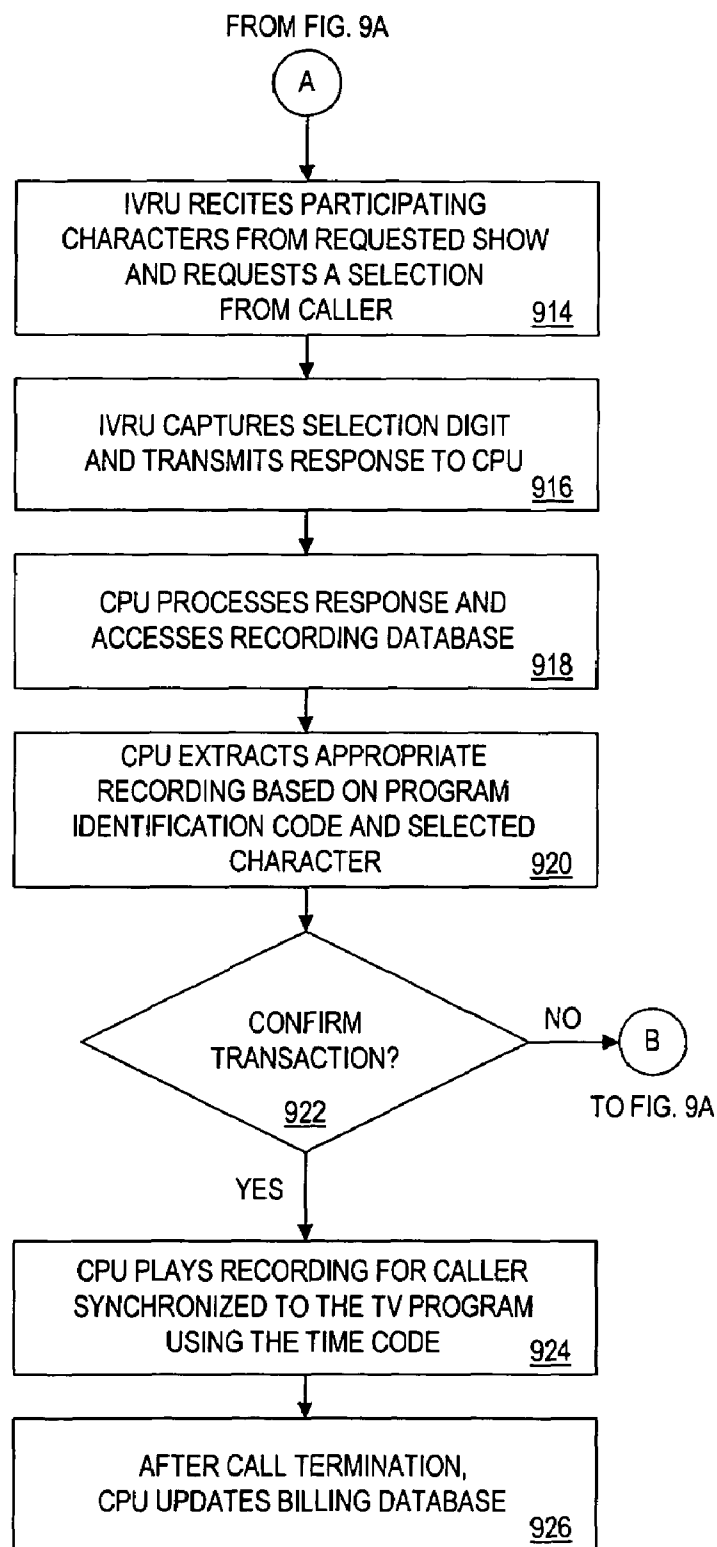 FROM FIG. 9A
A
IVRU RECITES PARTICIPATING
CHARACTERS FROM REQUESTED SHOW
AND REQUESTS A SELECTION
FROM CALLER
914
IVRU CAPTURES SELECTION DIGIT
AND TRANSMITS RESPONSE TO CPU
916
CPU PROCESSES RESPONSE AND
ACCESSES RECORDING DATABASE
918
CPU EXTRACTS APPROPRIATE
RECORDING BASED ON PROGRAM
IDENTIFICATION CODE AND SELECTED
CHARACTER
920
CONFIRM
TRANSACTION?
922
NO
B
TO FIG. 9A
YES
CPU PLAYS RECORDING FOR CALLER
SYNCHRONIZED TO THE TV PROGRAM
USING THE TIME CODE
924
AFTER CALL TERMINATION,
CPU UPDATES BILLING DATABASE
926